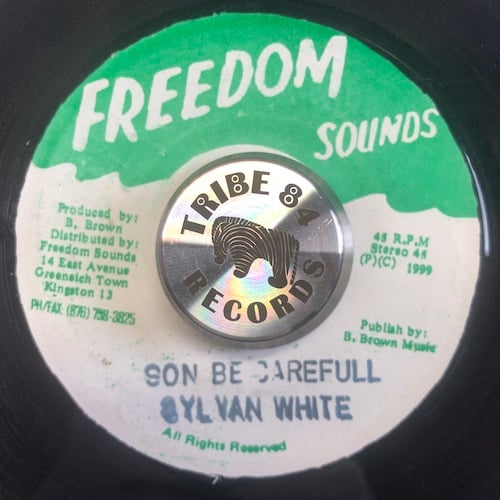 FREEDOM
SOUNDS
Produced by:
B. Brown
Distributed by:
Freedom Sounds
14 East Avenue
Greenwich Town
Kingston 13
PH/FAX: (876) 758-3825
TRIBE 84
RECORDS
45 R.P.M
Stereo 45
(P)(C) 1999
Publish by:
B. Brown Music
SON BE CAREFULL
SYLVAN WHITE
All Rights Reserved